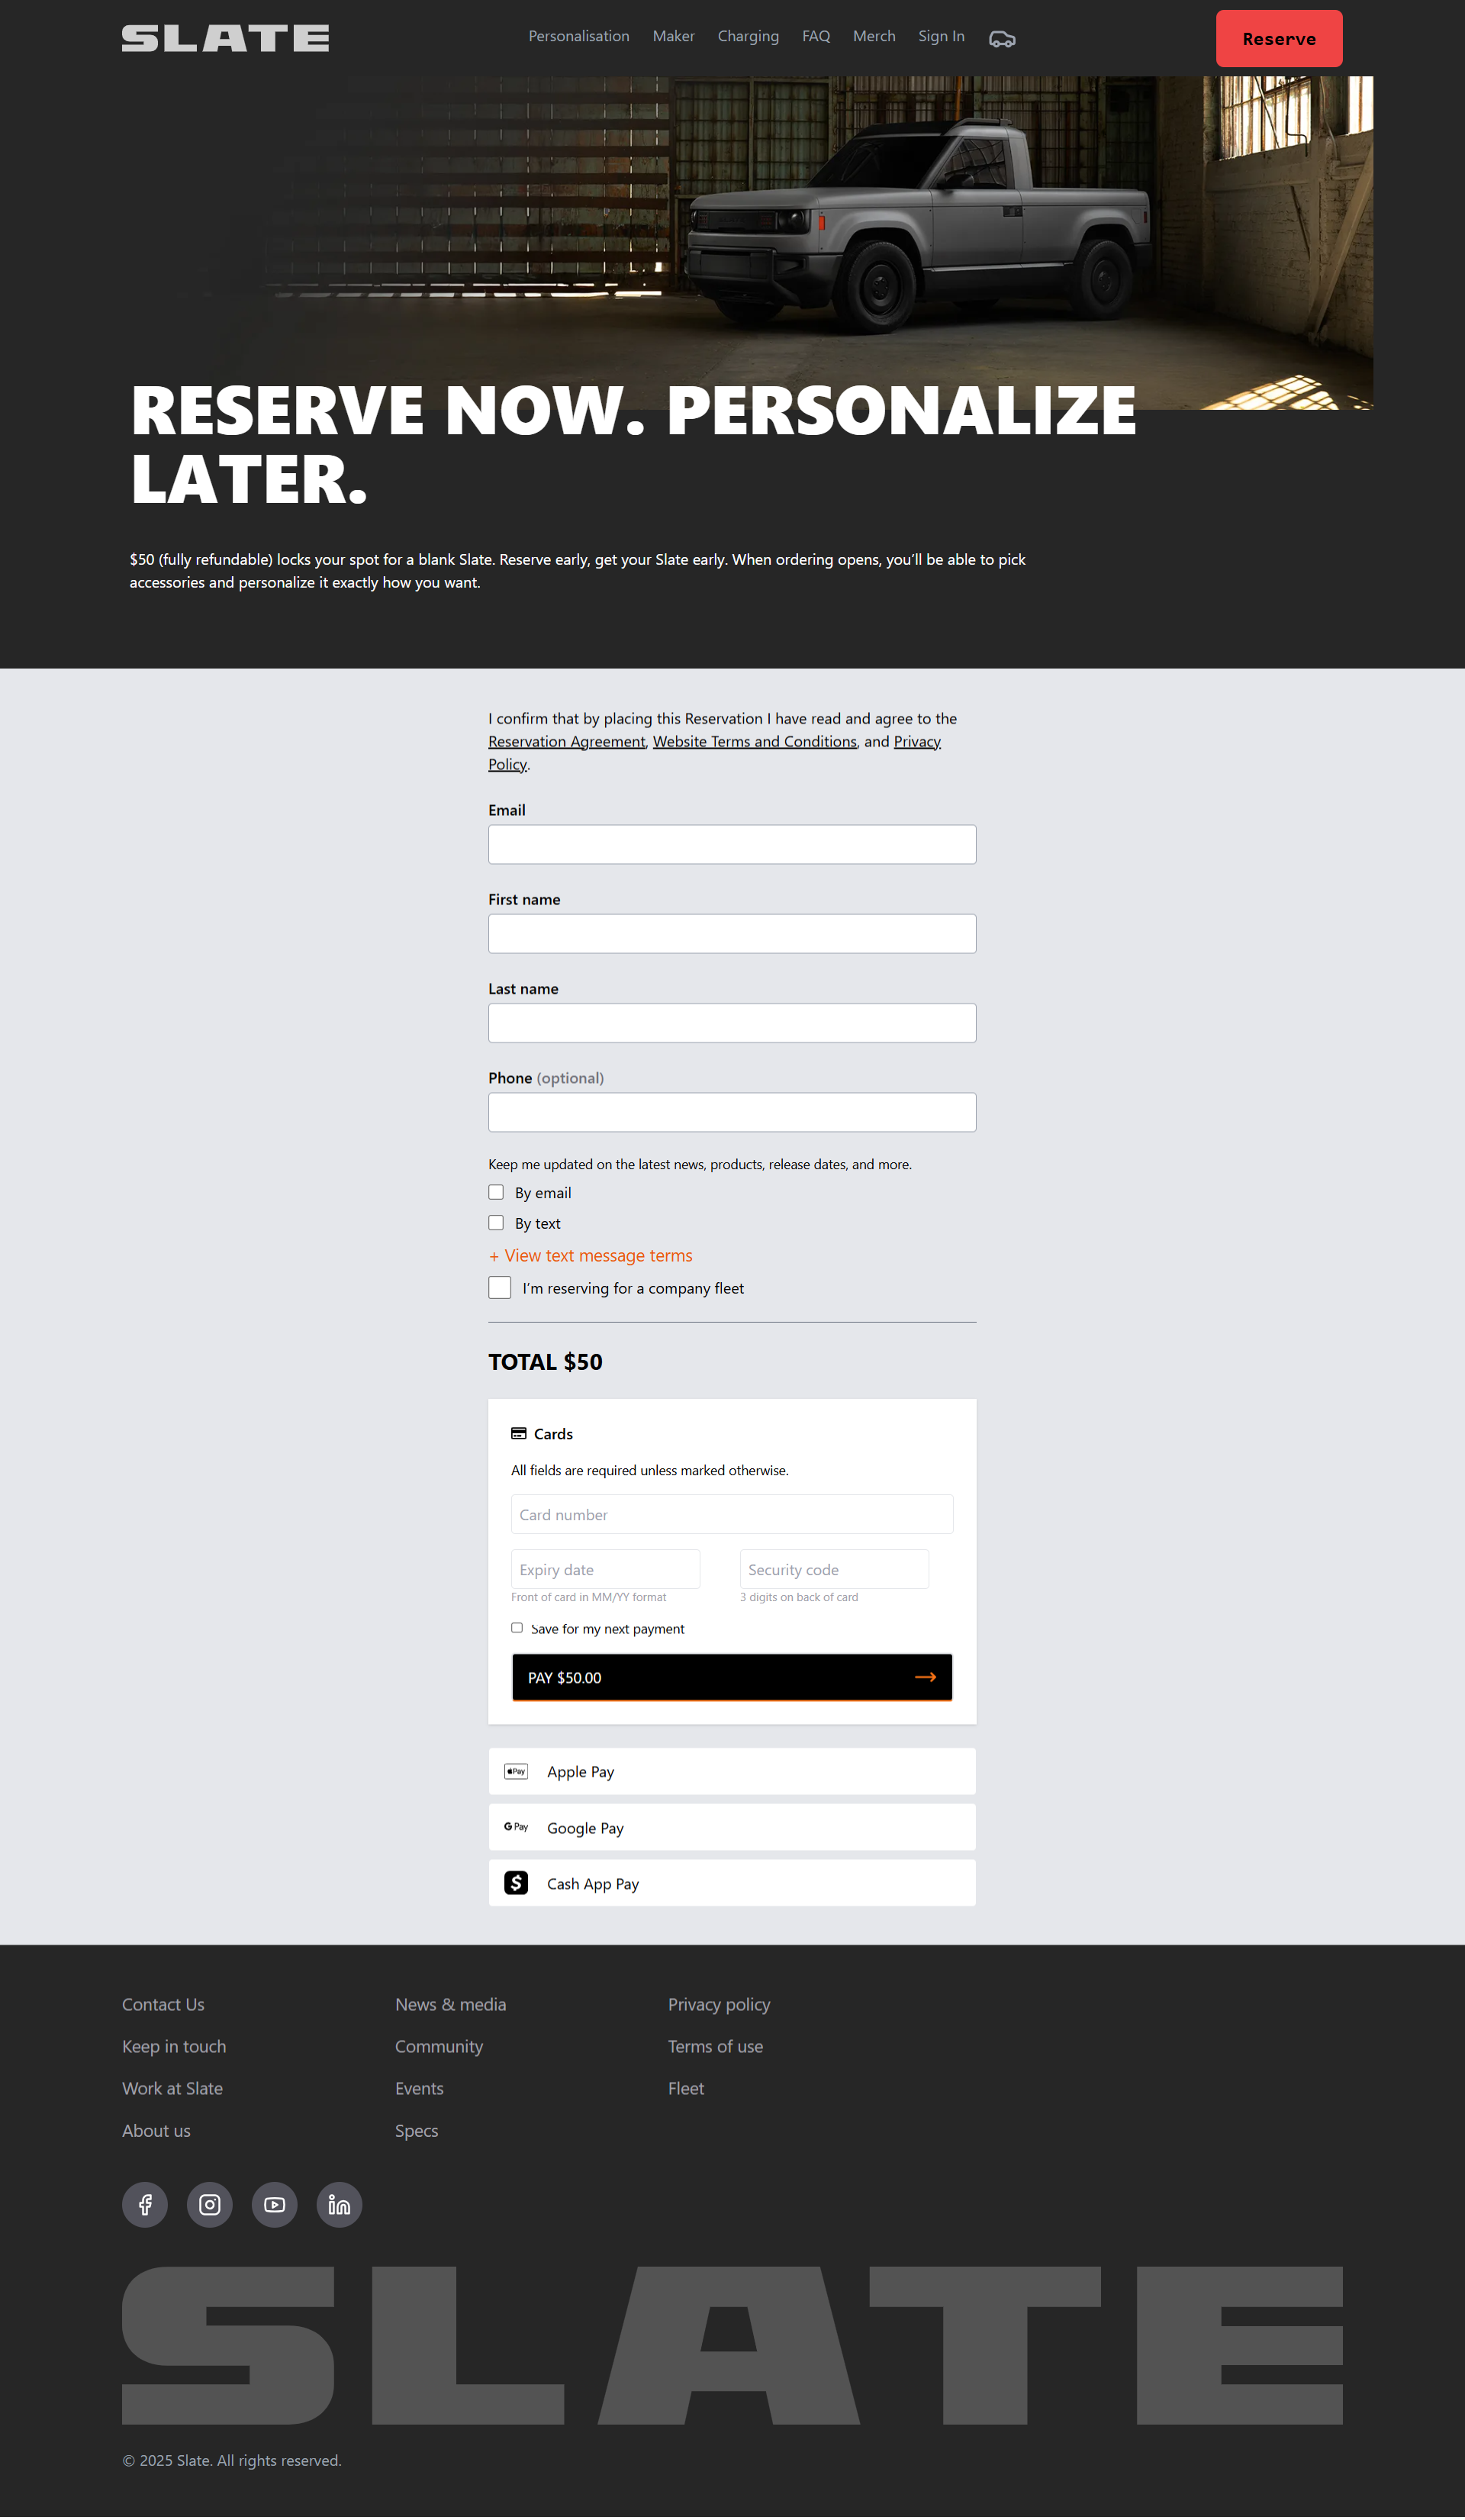 SLATE
Personalisation Maker Charging FAQ Merch Sign In
Reserve
RESERVE NOW. PERSONALIZE
LATER.
$50 (fully refundable) locks your spot for a blank Slate. Reserve early, get your Slate early. When ordering opens, you'll be able to pick
accessories and personalize it exactly how you want.
I confirm that by placing this Reservation I have read and agree to the
Reservation Agreement, Website Terms and Conditions, and Privacy
Policy.
Email
First name
Last name
Phone (optional)
Keep me updated on the latest news, products, release dates, and more.
By email
By text
+ View text message terms
I'm reserving for a company fleet
TOTAL $50
Cards
All fields are required unless marked otherwise.
Card number
Expiry date
Security code
Front of card in MM/YY format
3 digits on back of card
Save for my next payment
PAY $50.00
Pay Apple Pay
G Pay Google Pay
$ Cash App Pay
Contact Us
Keep in touch
Work at Slate
About us
News & media
Community
Events
Specs
Privacy policy
Terms of use
Fleet
SLATE
© 2025 Slate. All rights reserved.